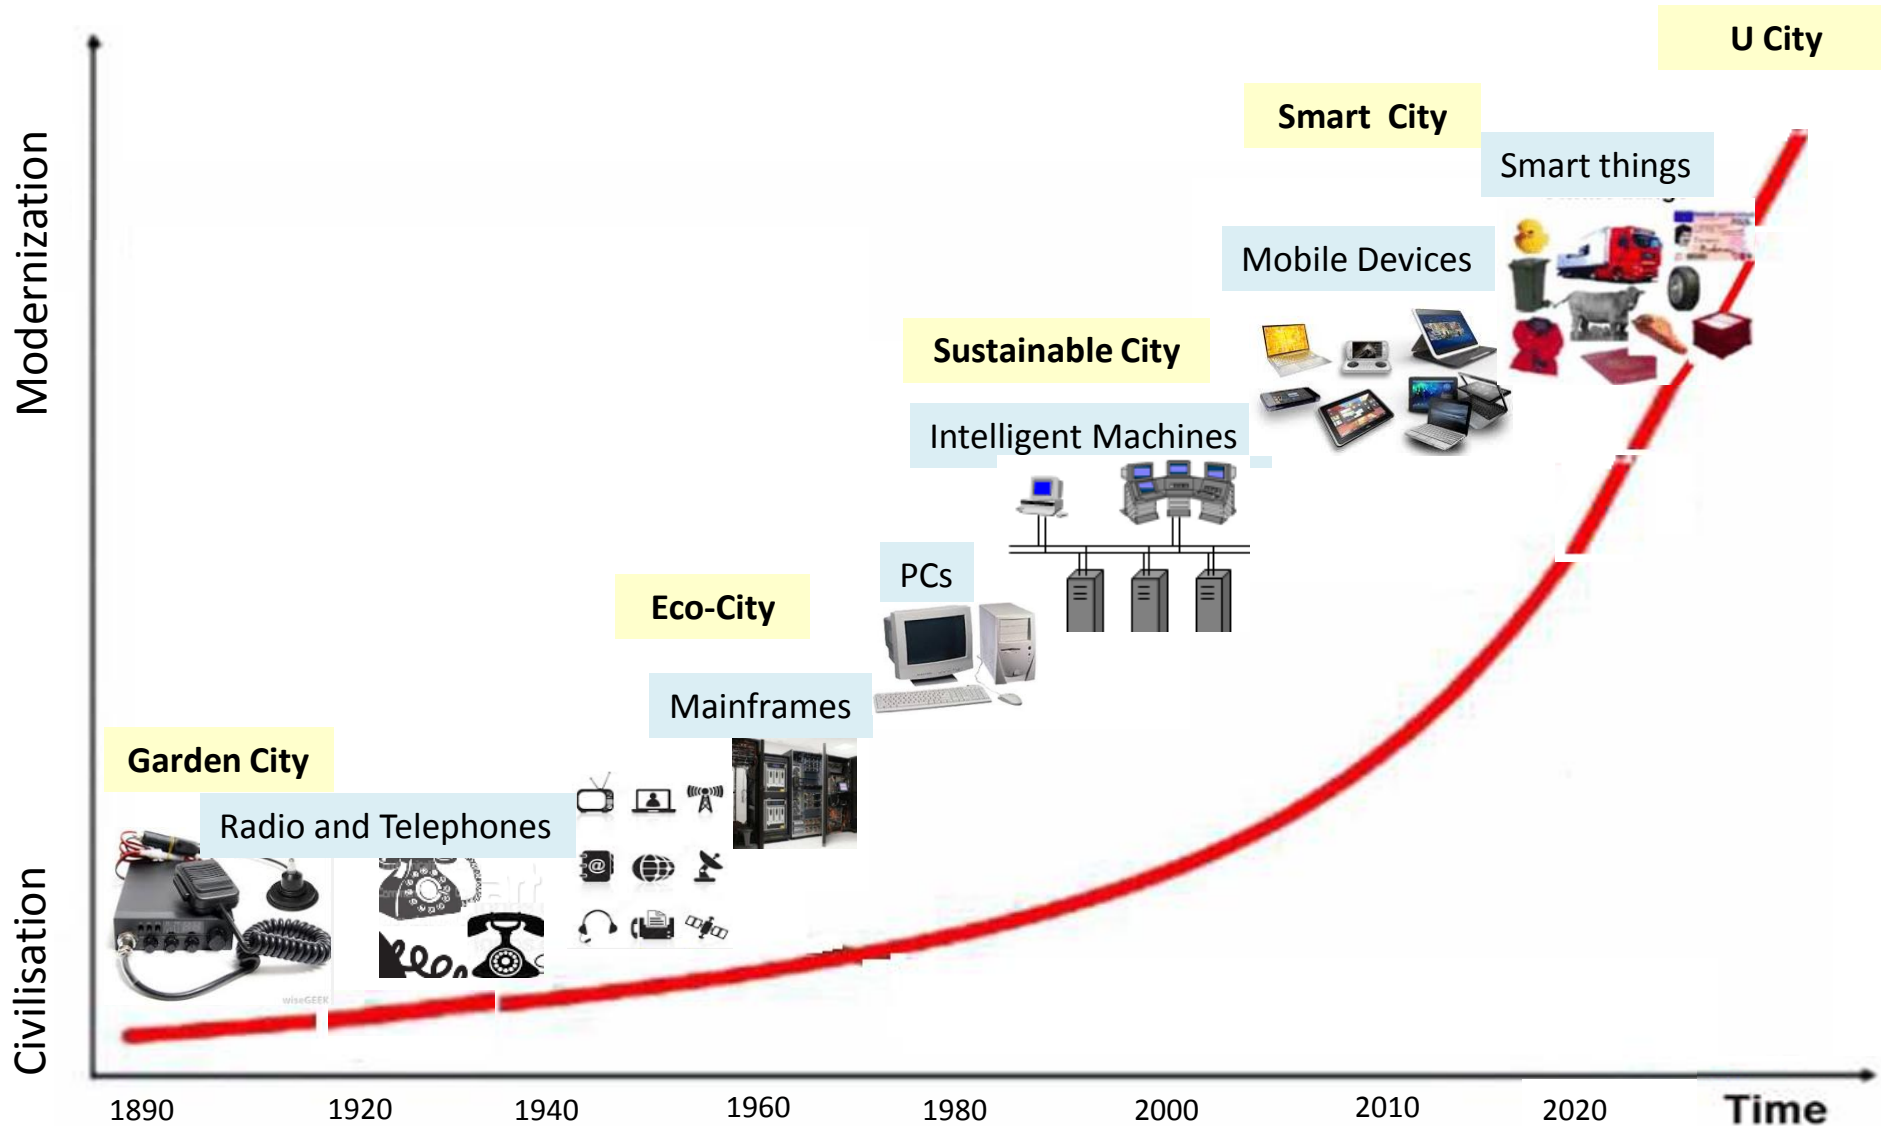 U City
Smart City
Smart things
Modernization
Mobile Devices
Sustainable City
Intelligent Machines
PCs
Eco-City
Mainframes
Garden City
Radio and Telephones
@
Civilisation
wiseGEEK
1890
1920
1940
1960
1980
2000
2010
2020
Time